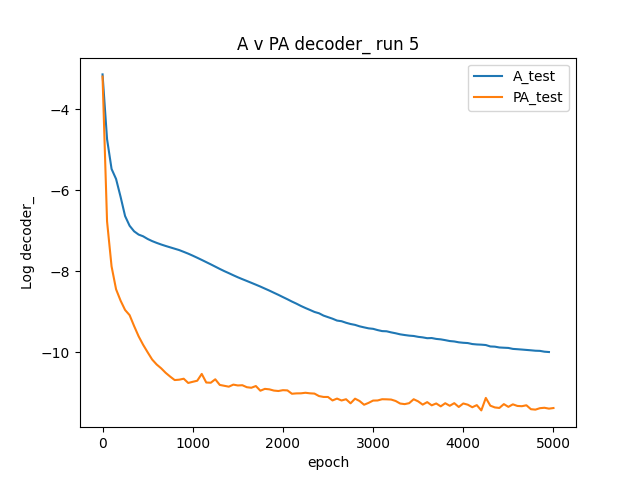 A v PA decoder_ run 5
A_test
PA_test
Log decoder_
−4
−6
−8
−10
0 1000 2000 3000 4000 5000
epoch